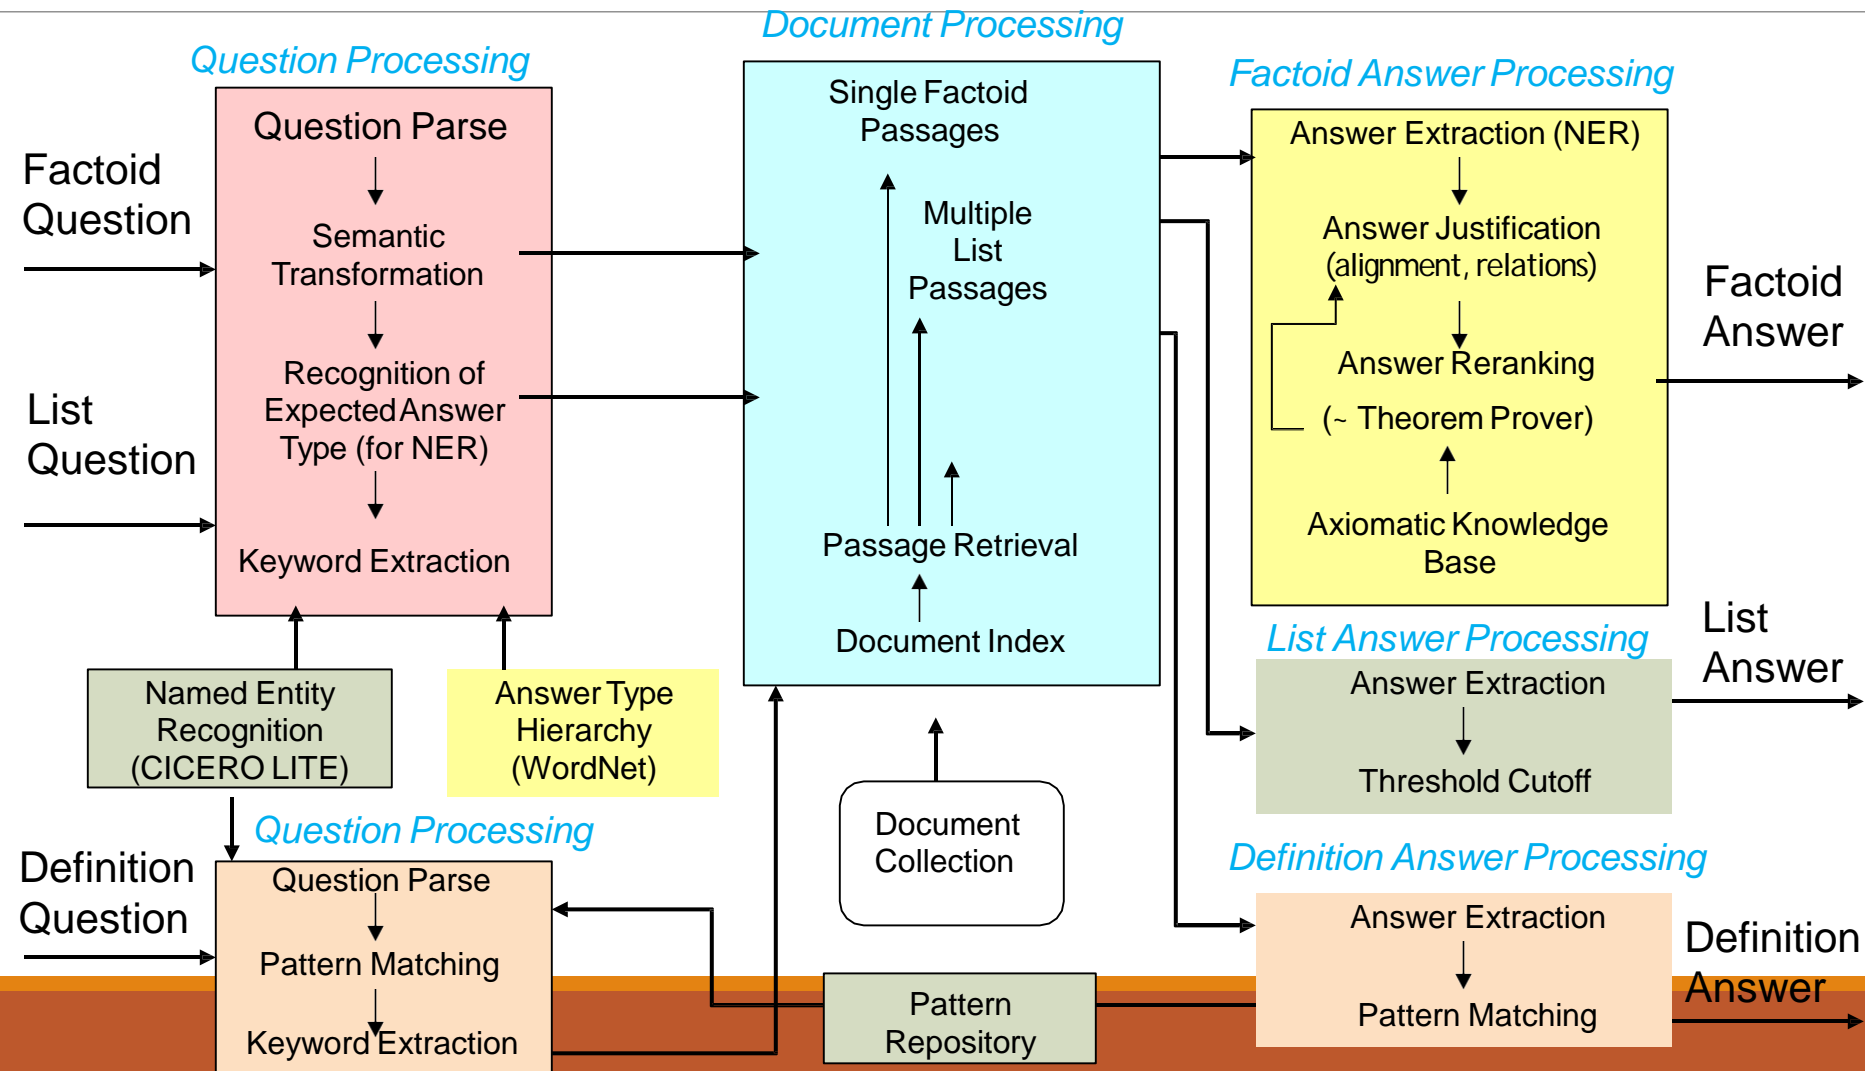 Document Processing
Question Processing
Factoid Answer Processing
Factoid
Question
List
Question
Question Parse
Semantic
Transformation
Recognition of
Expected Answer
Type (for NER)
Keyword Extraction
Named Entity
Recognition
(CICERO LITE)
Answer Type
Hierarchy
(WordNet)
Single Factoid
Passages
Multiple
List
Passages
Passage Retrieval
Document Index
Document
Collection
Answer Extraction (NER)
Answer Justification
(alignment, relations)
Answer Reranking
(~ Theorem Prover)
Axiomatic Knowledge
Base
Factoid
Answer
List Answer Processing
Answer Extraction
Threshold Cutoff
List
Answer
Question Processing
Definition
Question
Question Parse
Pattern Matching
Keyword Extraction
Pattern
Repository
Definition Answer Processing
Answer Extraction
Pattern Matching
Definition
Answer